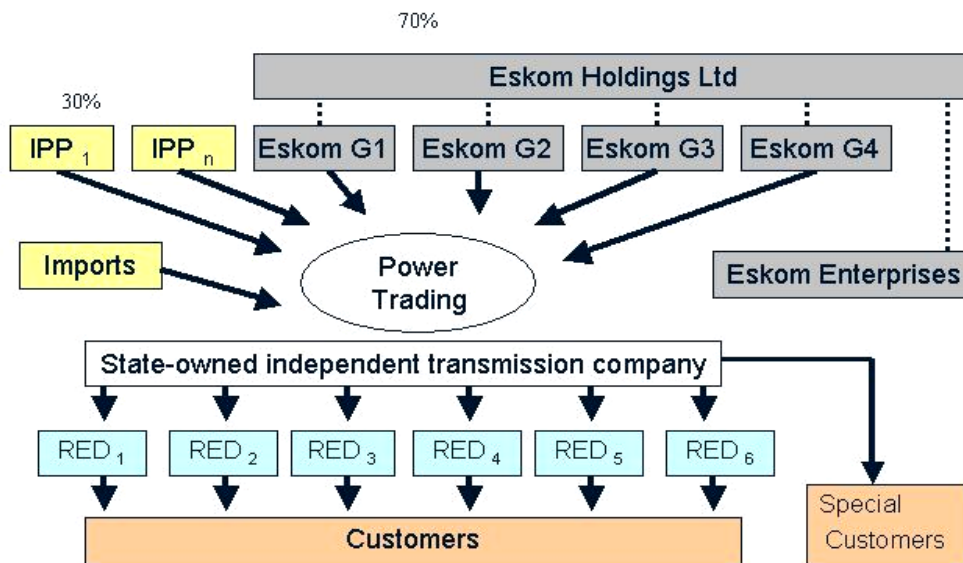 70%
Eskom Holdings Ltd
30%
IPP 1
IPP n
Eskom G1
Eskom G2
Eskom G3
Eskom G4
Imports
Power
Trading
Eskom Enterprises
State-owned independent transmission company
RED 1
RED 2
RED 3
RED 4
RED 5
RED 6
Customers
Special
Customers